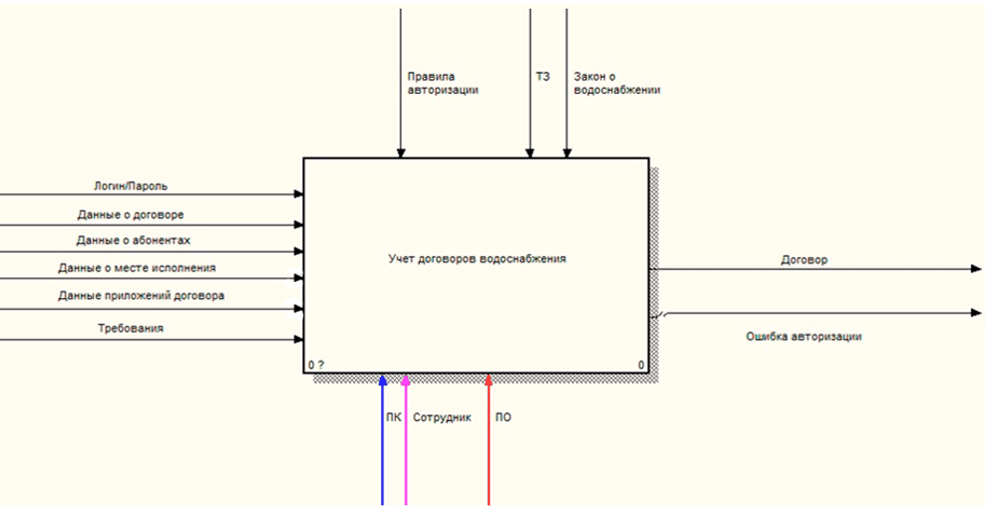 Правила
авторизации
ТЗ
Закон о
водоснабжении
Логин/Пароль
Данные о договоре
Данные о абонентах
Данные о месте исполнения
Данные приложений договора
Требования
Учет договоров водоснабжения
Договор
Ошибка авторизации
0 ?
0
ПК
Сотрудник
ПО